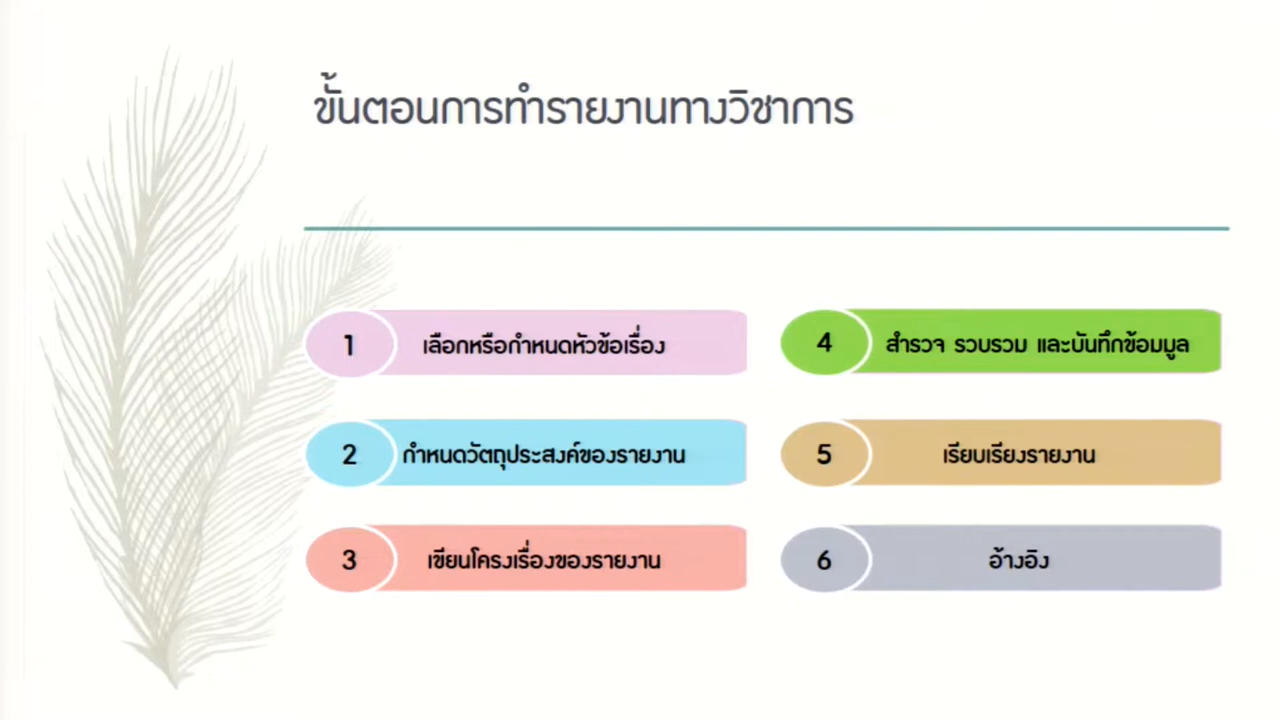 ขั้นตอนการทำรายงานทางวิชาการ
1 เลือกหรือกำหนดหัวข้อเรื่อง
2 กำหนดวัตถุประสงค์ของรายงาน
3 เขียนโครงเรื่องของรายงาน
4 สำรวจ รวบรวม และบันทึกข้อมมูล
5 เรียบเรียงรายงาน
6 อ้างอิง